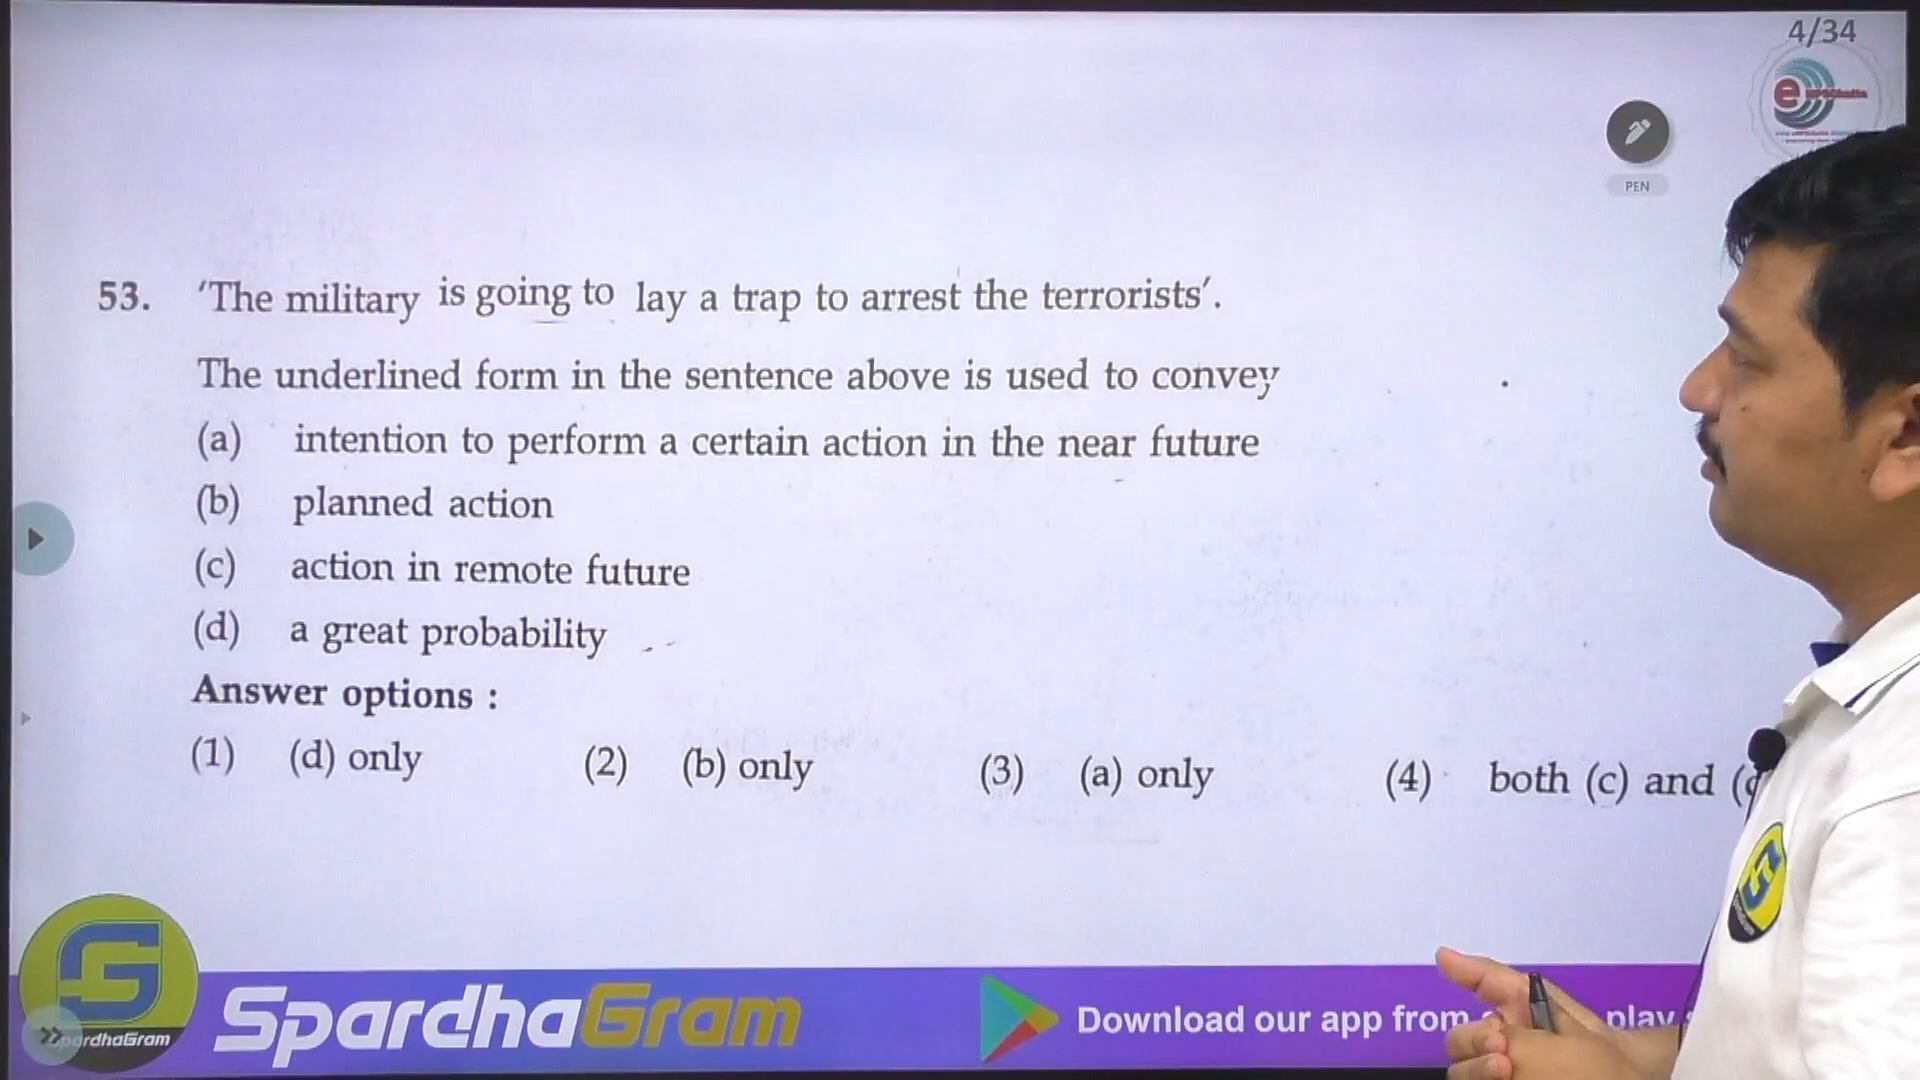 4/34
PEN
53. 'The military is going to lay a trap to arrest the terrorists'.
The underlined form in the sentence above is used to convey
(a) intention to perform a certain action in the near future
(b) planned action
(c) action in remote future
(d) a great probability
Answer options :
(1) (d) only (2) (b) only (3) (a) only (4) both (c) and
SpardhaGram
Download our app from play